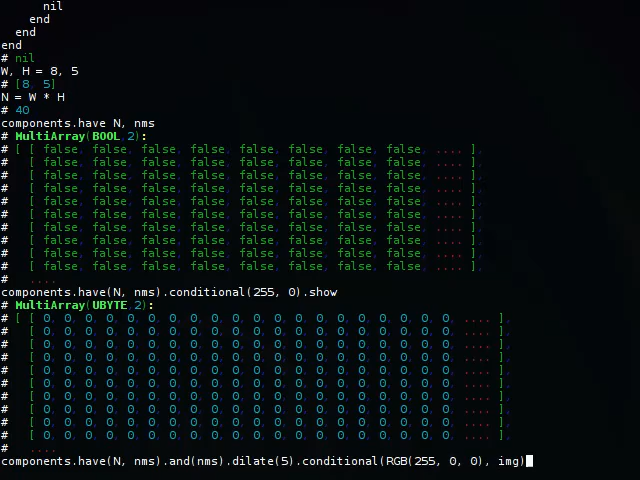 nil
end
end
end
# nil
W, H = 8, 5
# [8, 5]
N = W * H
# 40
components.have N, nms
# MultiArray(BOOL,2):
# [ [ false, false, false, false, false, false, false, false, .... ],
#   [ false, false, false, false, false, false, false, false, .... ],
#   [ false, false, false, false, false, false, false, false, .... ],
#   [ false, false, false, false, false, false, false, false, .... ],
#   [ false, false, false, false, false, false, false, false, .... ],
#   [ false, false, false, false, false, false, false, false, .... ],
#   [ false, false, false, false, false, false, false, false, .... ],
#   [ false, false, false, false, false, false, false, false, .... ],
#   [ false, false, false, false, false, false, false, false, .... ],
#   [ false, false, false, false, false, false, false, false, .... ],
#   ....
components.have(N, nms).conditional(255, 0).show
# MultiArray(UBYTE,2):
# [ [ 0, 0, 0, 0, 0, 0, 0, 0, 0, 0, 0, 0, 0, 0, 0, 0, 0, 0, 0, 0, .... ],
#   [ 0, 0, 0, 0, 0, 0, 0, 0, 0, 0, 0, 0, 0, 0, 0, 0, 0, 0, 0, 0, .... ],
#   [ 0, 0, 0, 0, 0, 0, 0, 0, 0, 0, 0, 0, 0, 0, 0, 0, 0, 0, 0, 0, .... ],
#   [ 0, 0, 0, 0, 0, 0, 0, 0, 0, 0, 0, 0, 0, 0, 0, 0, 0, 0, 0, 0, .... ],
#   [ 0, 0, 0, 0, 0, 0, 0, 0, 0, 0, 0, 0, 0, 0, 0, 0, 0, 0, 0, 0, .... ],
#   [ 0, 0, 0, 0, 0, 0, 0, 0, 0, 0, 0, 0, 0, 0, 0, 0, 0, 0, 0, 0, .... ],
#   [ 0, 0, 0, 0, 0, 0, 0, 0, 0, 0, 0, 0, 0, 0, 0, 0, 0, 0, 0, 0, .... ],
#   [ 0, 0, 0, 0, 0, 0, 0, 0, 0, 0, 0, 0, 0, 0, 0, 0, 0, 0, 0, 0, .... ],
#   [ 0, 0, 0, 0, 0, 0, 0, 0, 0, 0, 0, 0, 0, 0, 0, 0, 0, 0, 0, 0, .... ],
#   [ 0, 0, 0, 0, 0, 0, 0, 0, 0, 0, 0, 0, 0, 0, 0, 0, 0, 0, 0, 0, .... ],
#   ....
components.have(N, nms).and(nms).dilate(5).conditional(RGB(255, 0, 0), img)